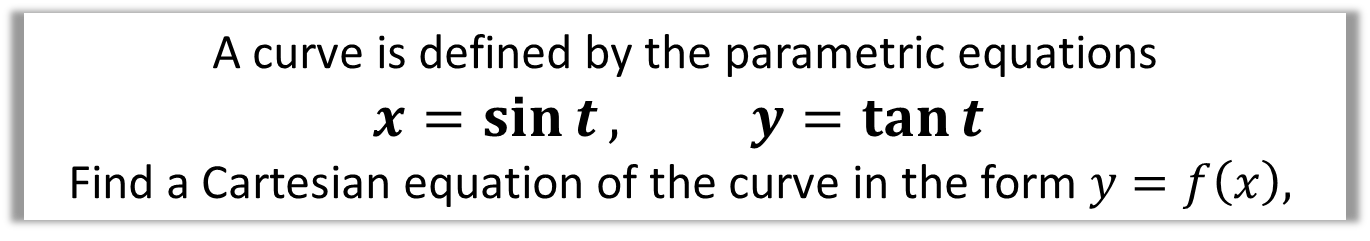 A curve is defined by the parametric equations
x = sin t, y = tan t
Find a Cartesian equation of the curve in the form y = f(x),